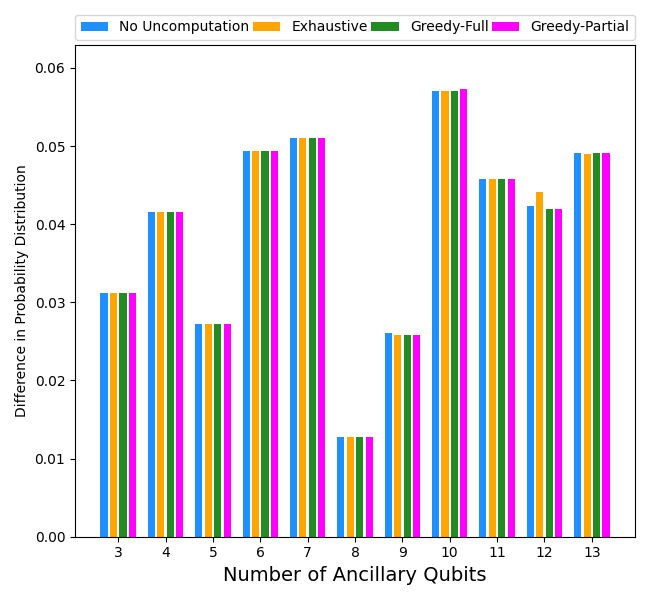 No Uncomputation Exhaustive Greedy-Full Greedy-Partial
0.06
0.05
0.04
0.03
0.02
0.01
0.00
Difference in Probability Distribution
3 4 5 6 7 8 9 10 11 12 13
Number of Ancillary Qubits